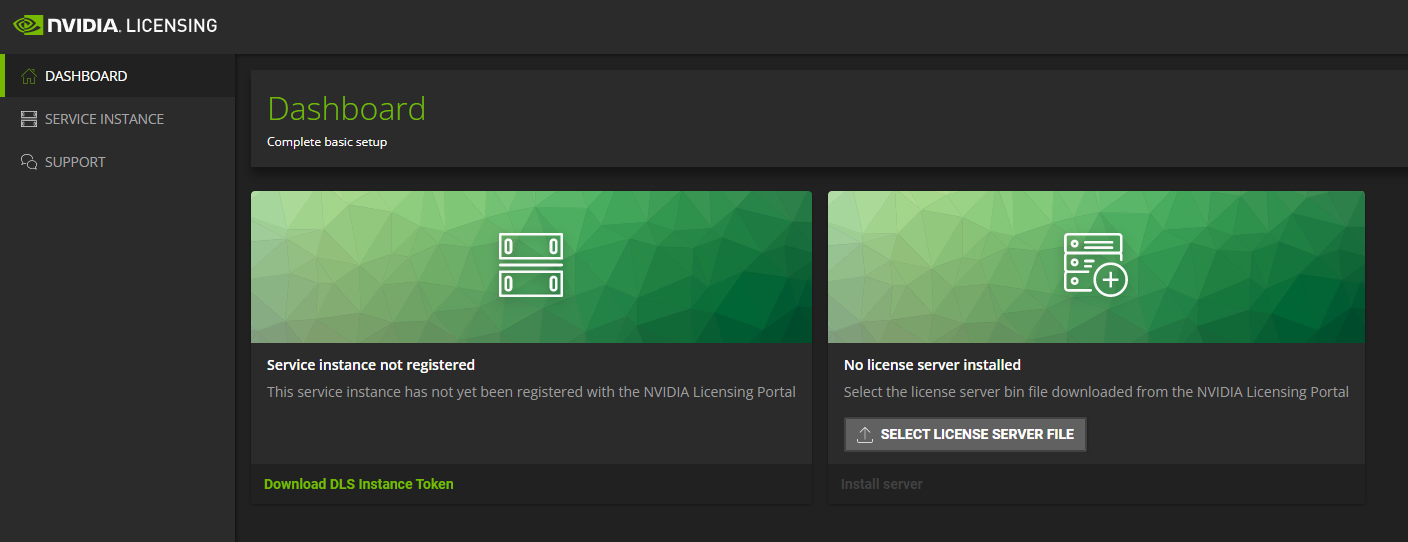 NVIDIA. LICENSING
DASHBOARD
SERVICE INSTANCE
SUPPORT
Dashboard
Complete basic setup
Service instance not registered
This service instance has not yet been registered with the NVIDIA Licensing Portal
Download DLS Instance Token
No license server installed
Select the license server bin file downloaded from the NVIDIA Licensing Portal
SELECT LICENSE SERVER FILE
Install server